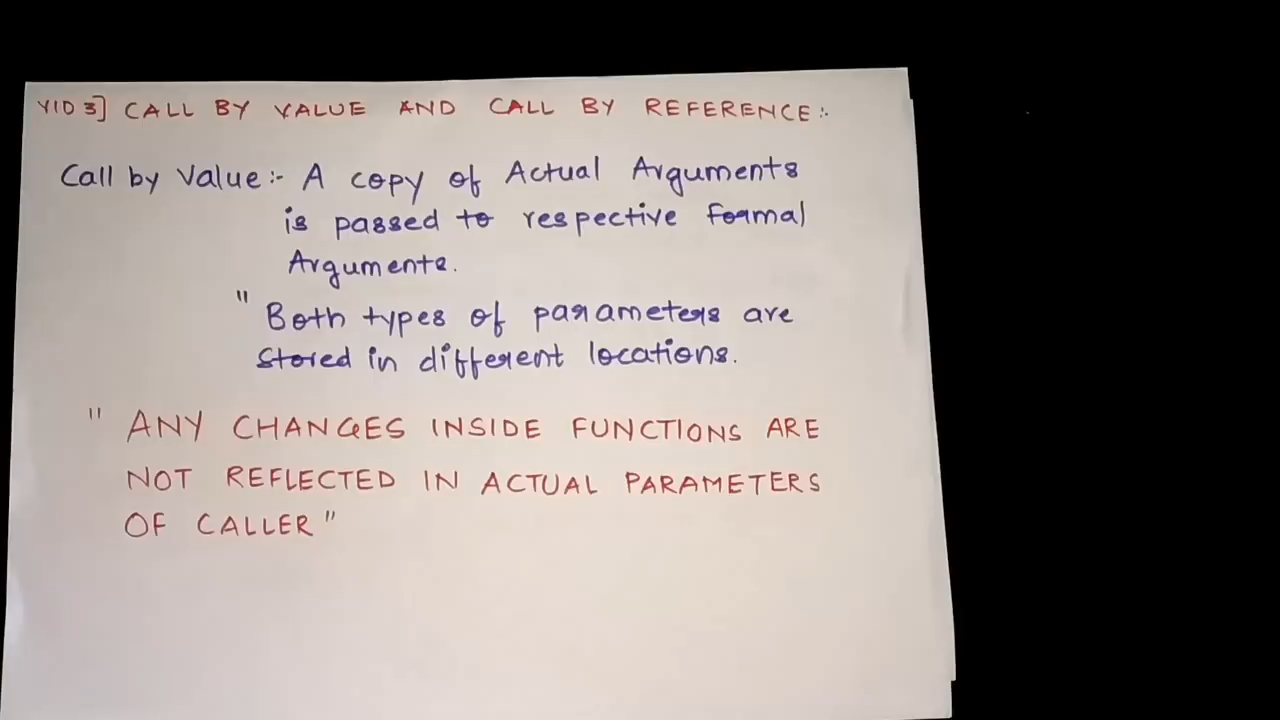 VID 3] CALL BY VALUE AND CALL BY REFERENCE :-
Call by Value :- A copy of Actual Arguments
is passed to respective formal
Arguments.
" Both types of parameters are
stored in different locations.
" ANY CHANGES INSIDE FUNCTIONS ARE
NOT REFLECTED IN ACTUAL PARAMETERS
OF CALLER "